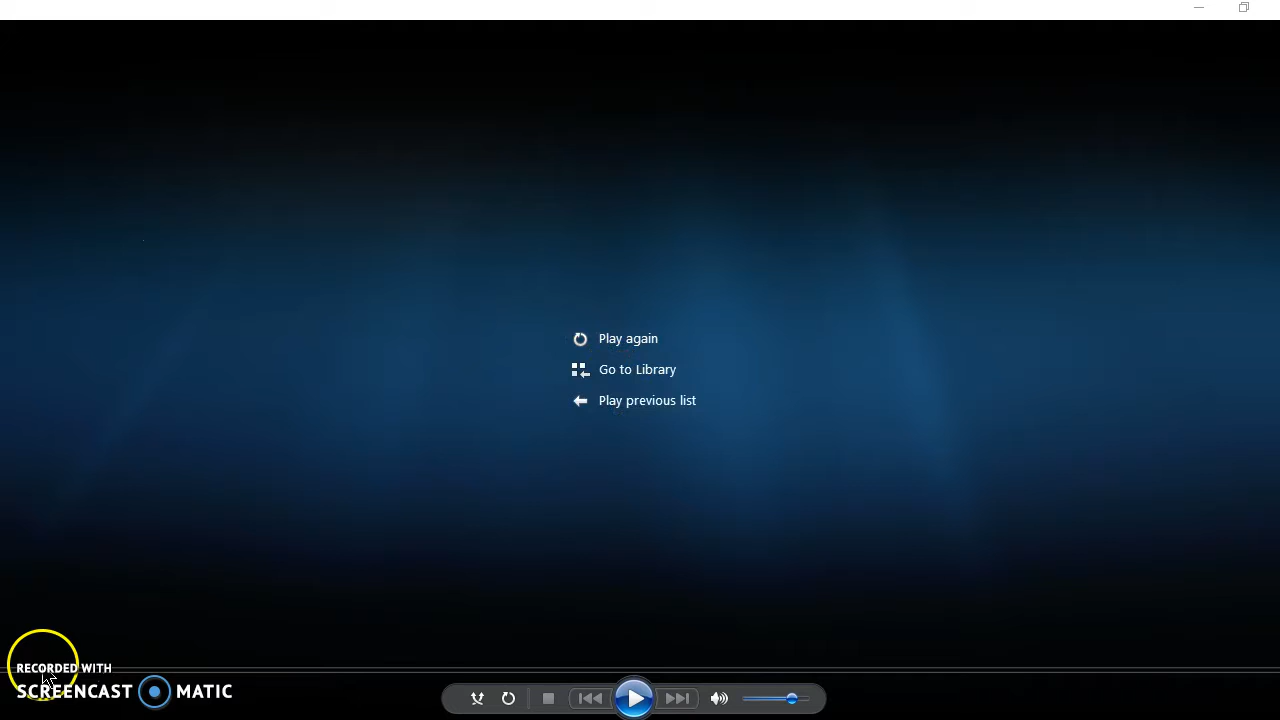 Play again
Go to Library
Play previous list
RECORDED WITH
SCREENCAST MATIC